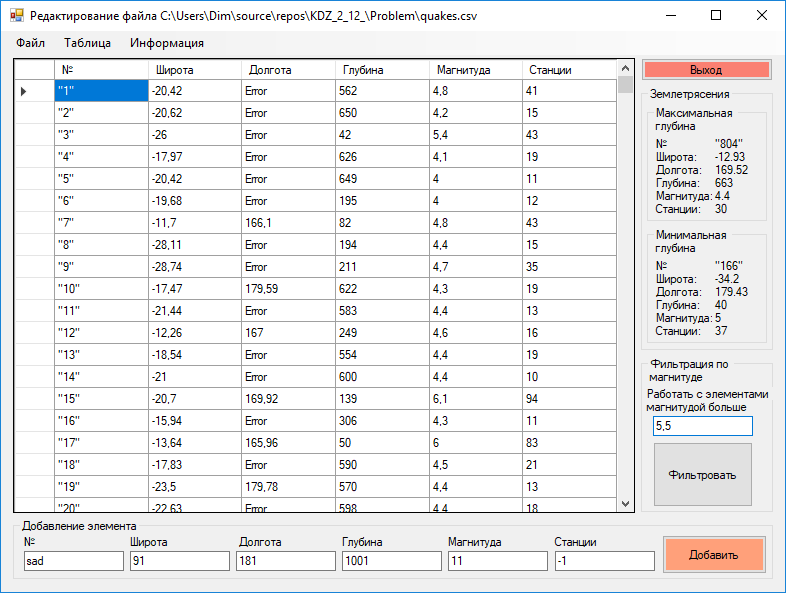 Редактирование файла C:\Users\Dim\source\repos\KDZ_2_12_\Problem\quakes.csv
Файл Таблица Информация
№ Широта Долгота Глубина Магнитуда Станции
"1" -20,42 Error 562 4,8 41
"2" -20,62 Error 650 4,2 15
"3" -26 Error 42 5,4 43
"4" -17,97 Error 626 4,1 19
"5" -20,42 Error 649 4 11
"6" -19,68 Error 195 4 12
"7" -11,7 166,1 82 4,8 43
"8" -28,11 Error 194 4,4 15
"9" -28,74 Error 211 4,7 35
"10" -17,47 179,59 622 4,3 19
"11" -21,44 Error 583 4,4 13
"12" -12,26 167 249 4,6 16
"13" -18,54 Error 554 4,4 19
"14" -21 Error 600 4,4 10
"15" -20,7 169,92 139 6,1 94
"16" -15,94 Error 306 4,3 11
"17" -13,64 165,96 50 6 83
"18" -17,83 Error 590 4,5 21
"19" -23,5 179,78 570 4,4 13
"20" -22,63 Error 598 4,4 18
Выход
Землетрясения
Максимальная
глубина
№ "804"
Широта: -12.93
Долгота: 169.52
Глубина: 663
Магнитуда: 4.4
Станции: 30
Минимальная
глубина
№ "166"
Широта: -34.2
Долгота: 179.43
Глубина: 40
Магнитуда: 5
Станции: 37
Фильтрация по
магнитуде
Работать с элементами
магнитудой больше
5,5
Фильтровать
Добавление элемента
№ Широта Долгота Глубина Магнитуда Станции
sad 91 181 1001 11 -1
Добавить